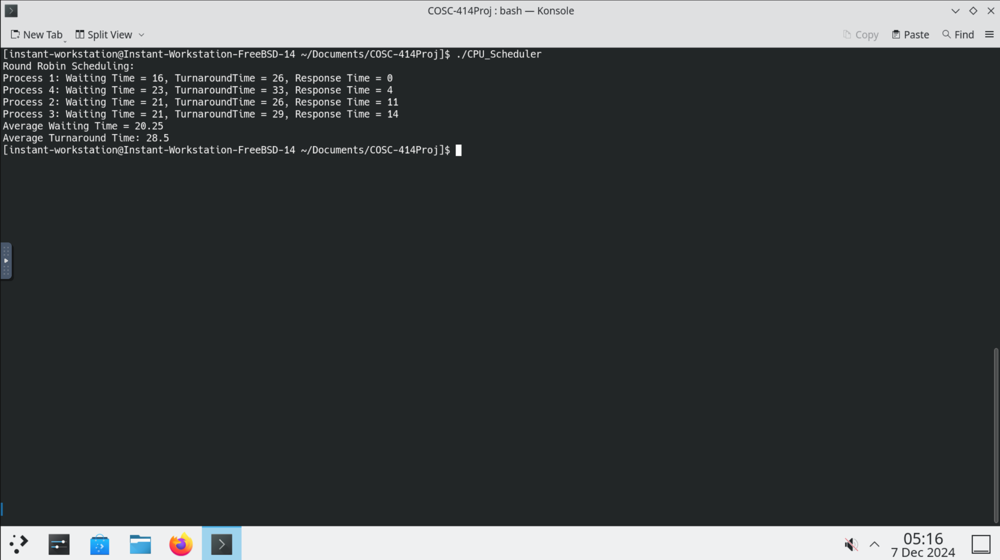 COSC-414Proj : bash — Konsole
New Tab Split View Copy Paste Find
[instant-workstation@Instant-Workstation-FreeBSD-14 ~/Documents/COSC-414Proj]$ ./CPU_Scheduler
Round Robin Scheduling:
Process 1: Waiting Time = 16, TurnaroundTime = 26, Response Time = 0
Process 4: Waiting Time = 23, TurnaroundTime = 33, Response Time = 4
Process 2: Waiting Time = 21, TurnaroundTime = 26, Response Time = 11
Process 3: Waiting Time = 21, TurnaroundTime = 29, Response Time = 14
Average Waiting Time = 20.25
Average Turnaround Time: 28.5
[instant-workstation@Instant-Workstation-FreeBSD-14 ~/Documents/COSC-414Proj]$
05:16
7 Dec 2024